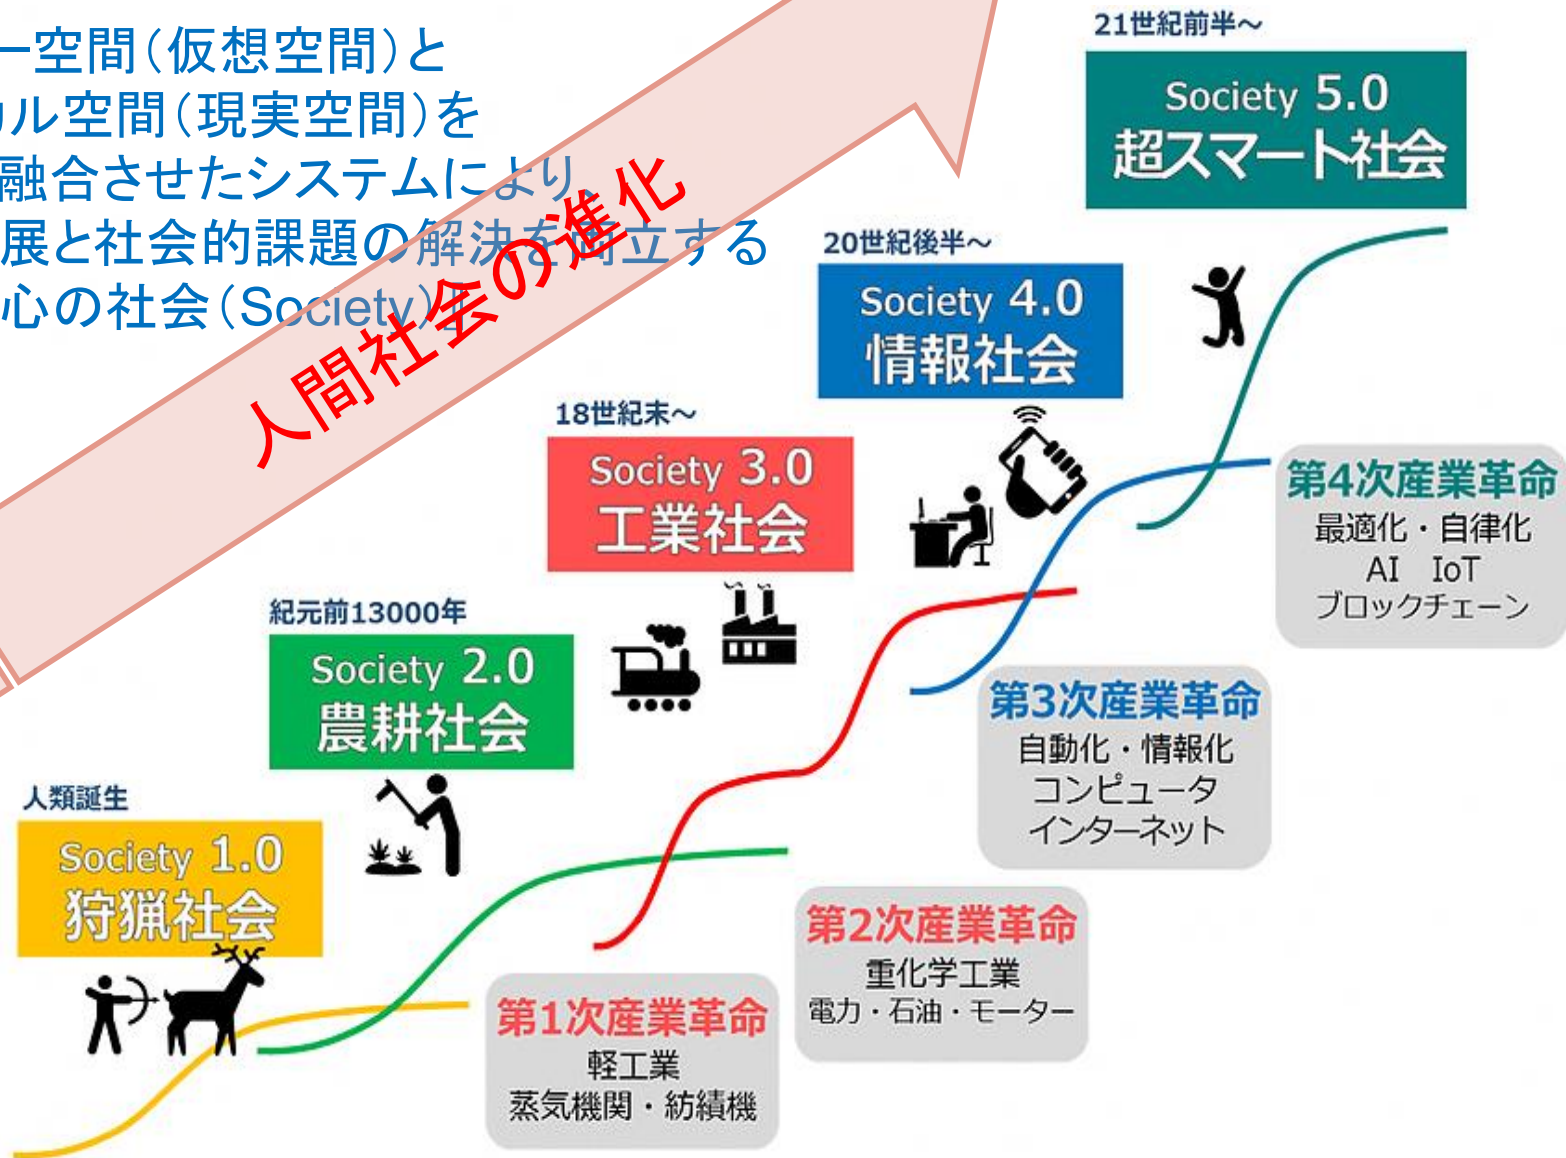 ー空間（仮想空間）と
カル空間（現実空間）を
融合させたシステムにより、
展と社会的課題の解決を両立する
心の社会（Society）』
人間社会の進化
21世紀前半～
Society 5.0
超スマート社会
20世紀後半～
Society 4.0
情報社会
18世紀末～
Society 3.0
工業社会
紀元前13000年
Society 2.0
農耕社会
人類誕生
Society 1.0
狩猟社会
第4次産業革命
最適化・自律化
AI IoT
ブロックチェーン
第3次産業革命
自動化・情報化
コンピュータ
インターネット
第2次産業革命
重化学工業
電力・石油・モーター
第1次産業革命
軽工業
蒸気機関・紡績機